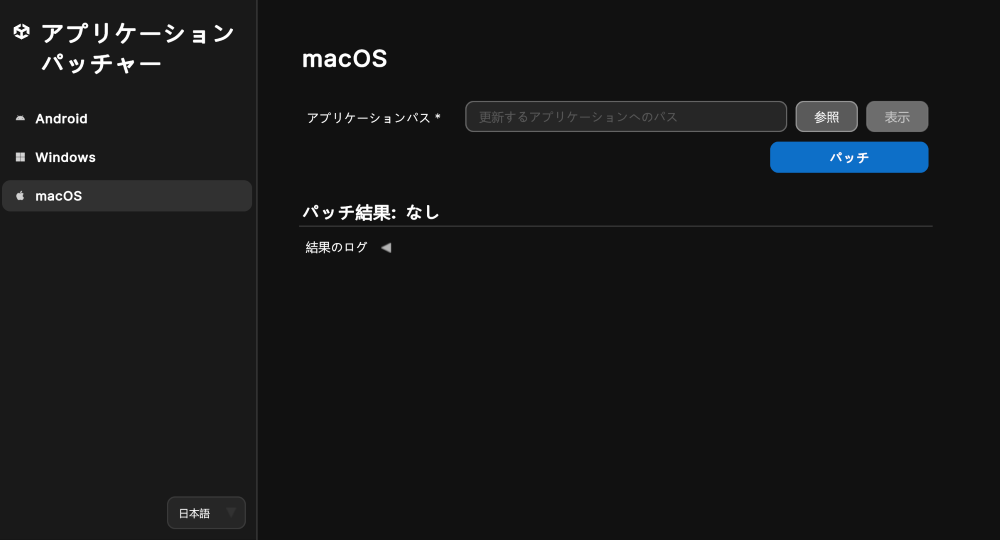 アプリケーション
パッチャー
Android
Windows
macOS
日本語
macOS
アプリケーションパス *
更新するアプリケーションへのパス
参照
表示
パッチ
パッチ結果: なし
結果のログ